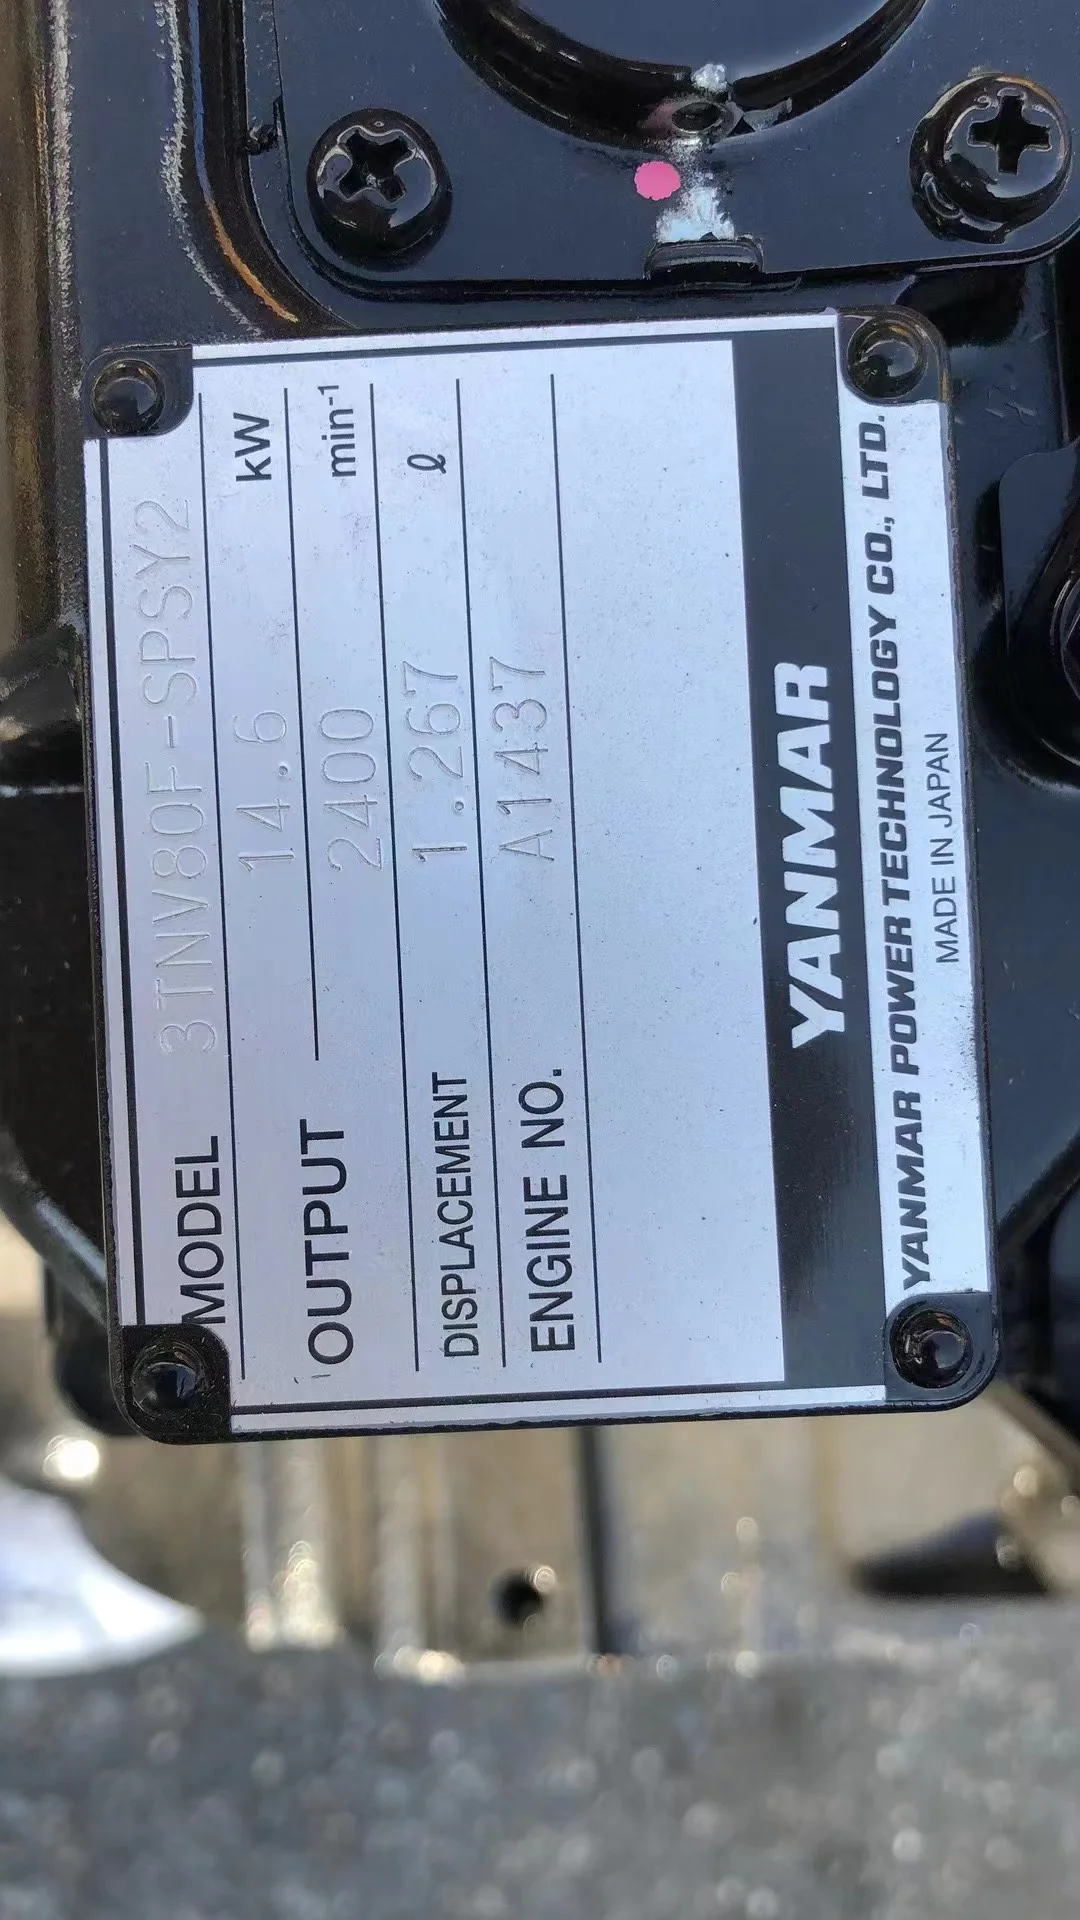 MODEL 3TNV80F-SPSY2
OUTPUT 14.6 kW
2400 min-1
DISPLACEMENT 1.267 ℓ
ENGINE NO. A1437
YANMAR
YANMAR POWER TECHNOLOGY CO., LTD.
MADE IN JAPAN